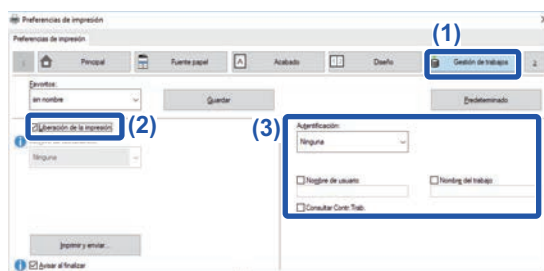 Preferencias de impresión
Preferencias de impresión
(1)
Principal Fuente papel Acabado Diseño Gestión de trabajos
Favoritos:
sin nombre Guardar Predeterminado
Liberación de la impresión (2)
(3) Autentificación:
Ninguna Ninguna
Nombre de usuario Nombre del trabajo
Consultar Contr. Trab.
Imprimir y enviar...
Avisar al finalizar